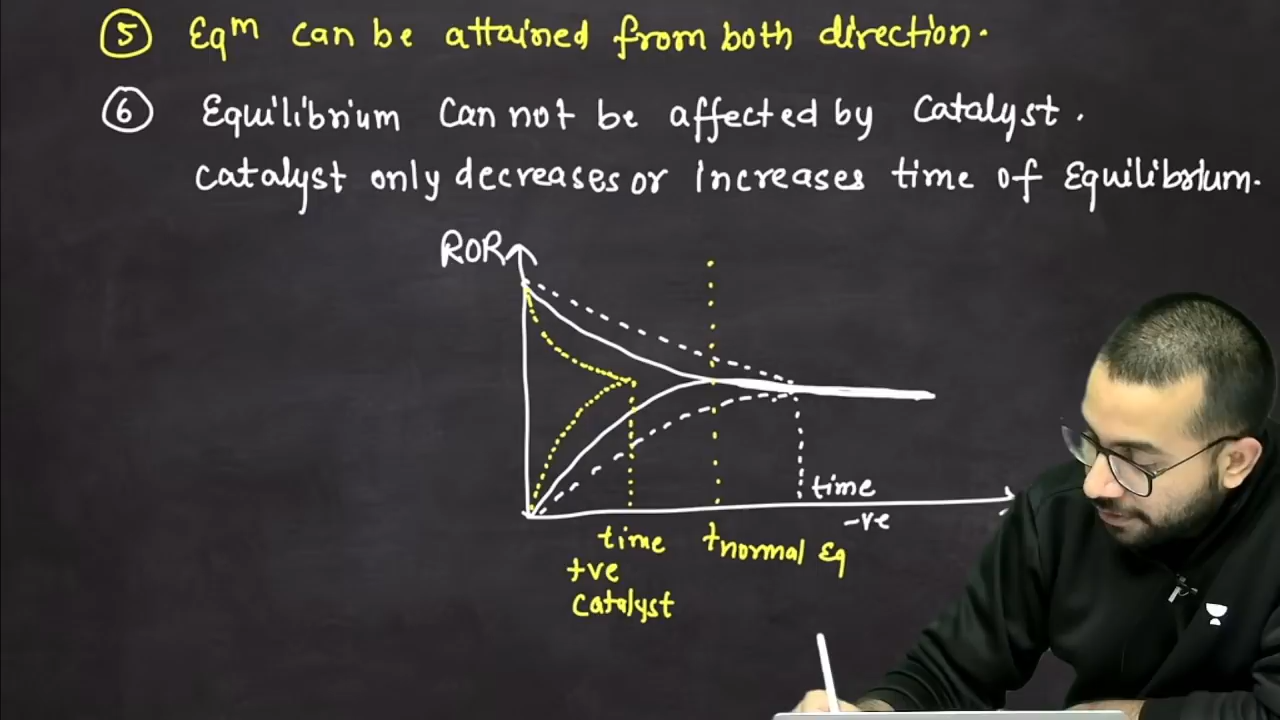 ⑤ Eqm can be attained from both direction.
⑥ Equilibrium Can not be affected by Catalyst.
catalyst only decreases or increases time of Equilibrium.
ROR
time
-ve
time
+ve
Catalyst
tnormal Eq